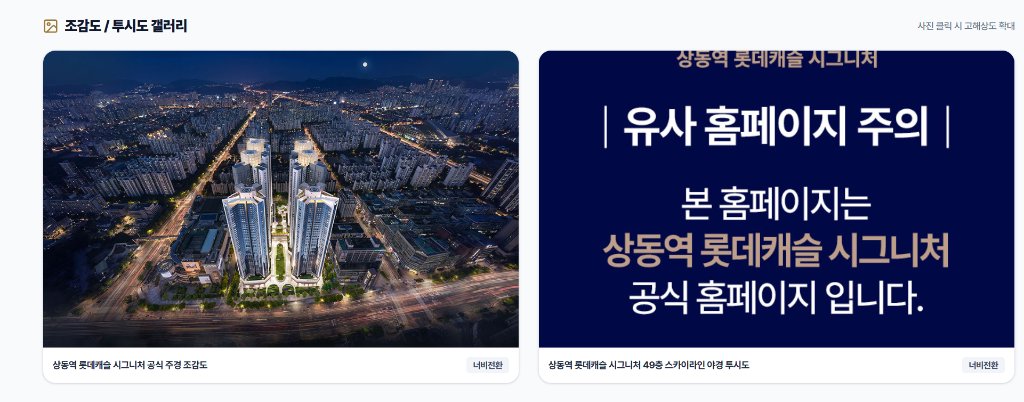 조감도 / 투시도 갤러리
사진 클릭 시 고해상도 확대
상동역 롯데캐슬 시그니처
유사 홈페이지 주의
본 홈페이지는
상동역 롯데캐슬 시그니처
공식 홈페이지 입니다.
상동역 롯데캐슬 시그니처 공식 주경 조감도
너비전환
상동역 롯데캐슬 시그니처 49층 스카이라인 야경 투시도
너비전환